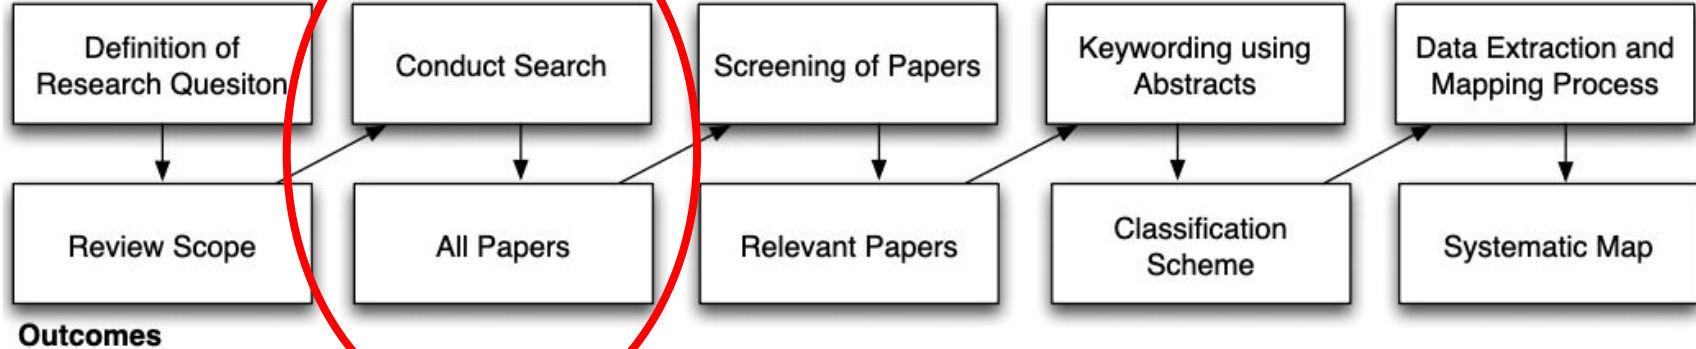 Definition of
Research Quesiton
Conduct Search
Screening of Papers
Keywording using
Abstracts
Data Extraction and
Mapping Process
Review Scope
All Papers
Relevant Papers
Classification
Scheme
Systematic Map
Outcomes